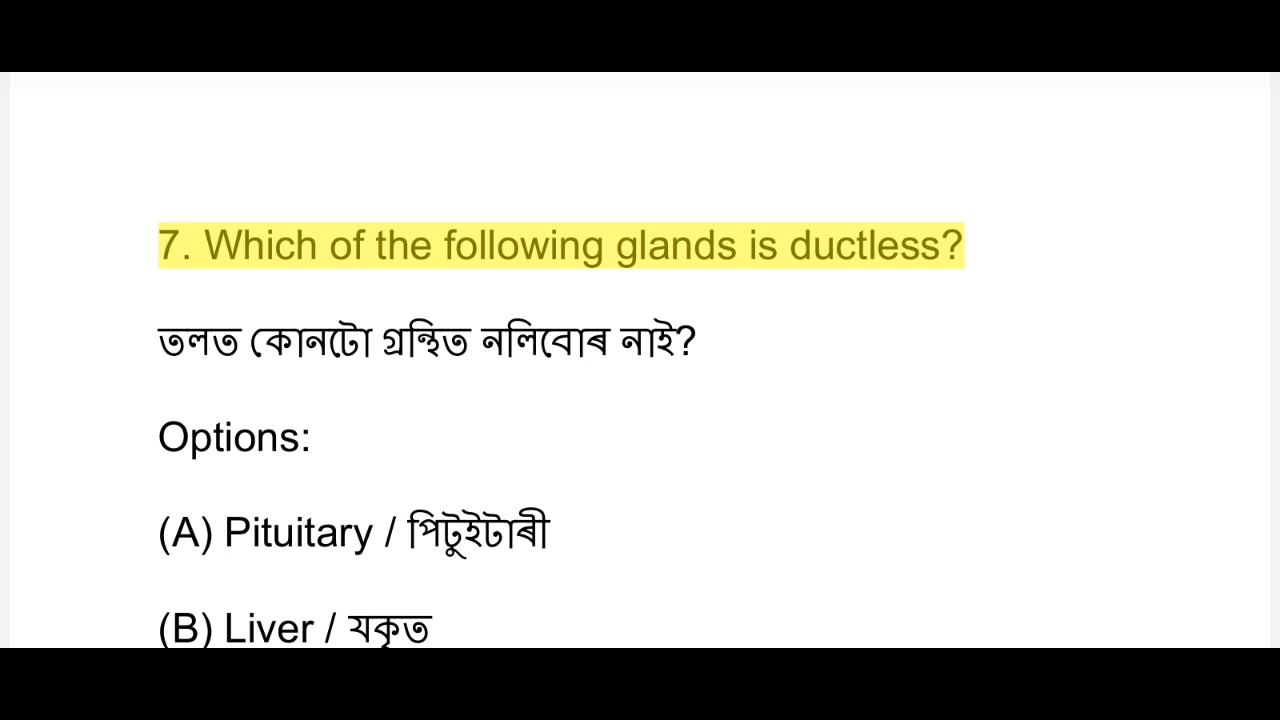 7. Which of the following glands is ductless?
তলত কোনটো গ্ৰন্থিত নলিবোৰ নাই?
Options:
(A) Pituitary / পিটুইটাৰী
(B) Liver / যকৃত